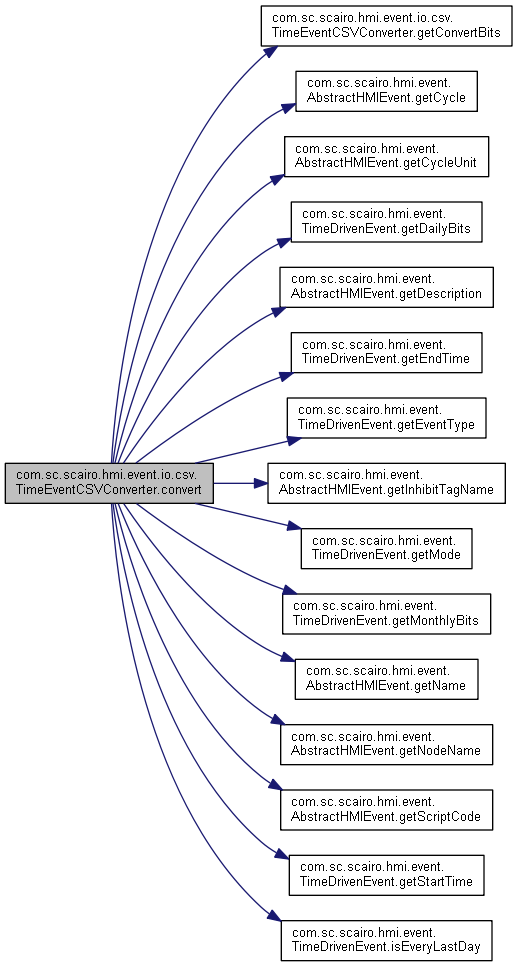 com.sc.scairo.hmi.event.io.csv.
TimeEventCSVConverter.getConvertBits
com.sc.scairo.hmi.event.
AbstractHMIEvent.getCycle
com.sc.scairo.hmi.event.
AbstractHMIEvent.getCycleUnit
com.sc.scairo.hmi.event.
TimeDrivenEvent.getDailyBits
com.sc.scairo.hmi.event.
AbstractHMIEvent.getDescription
com.sc.scairo.hmi.event.
TimeDrivenEvent.getEndTime
com.sc.scairo.hmi.event.
TimeDrivenEvent.getEventType
com.sc.scairo.hmi.event.io.csv.
TimeEventCSVConverter.convert
com.sc.scairo.hmi.event.
AbstractHMIEvent.getInhibitTagName
com.sc.scairo.hmi.event.
TimeDrivenEvent.getMode
com.sc.scairo.hmi.event.
TimeDrivenEvent.getMonthlyBits
com.sc.scairo.hmi.event.
AbstractHMIEvent.getName
com.sc.scairo.hmi.event.
AbstractHMIEvent.getNodeName
com.sc.scairo.hmi.event.
AbstractHMIEvent.getScriptCode
com.sc.scairo.hmi.event.
TimeDrivenEvent.getStartTime
com.sc.scairo.hmi.event.
TimeDrivenEvent.isEveryLastDay